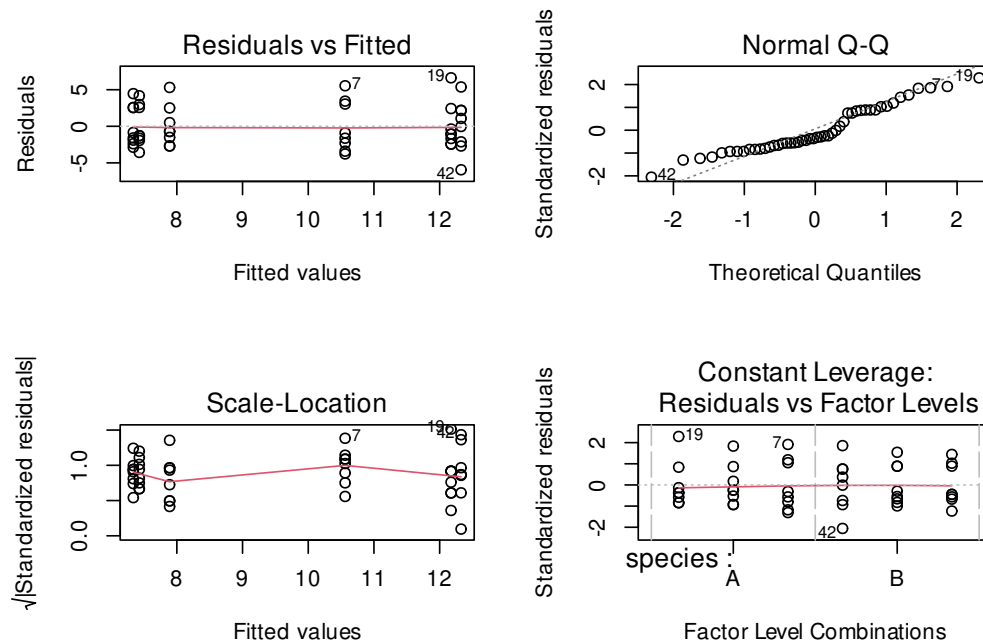 Residuals vs Fitted
Residuals
5
0
-5
7
19
42
8 9 10 11 12
Fitted values
Normal Q-Q
Standardized residuals
2
0
-2
42
7 19
-2 -1 0 1 2
Theoretical Quantiles
Scale-Location
√|Standardized residuals|
1.0
0.0
7
19
42
8 9 10 11 12
Fitted values
Constant Leverage:
Residuals vs Factor Levels
Standardized residuals
2
0
-2
19
7
42
species :
A B
Factor Level Combinations